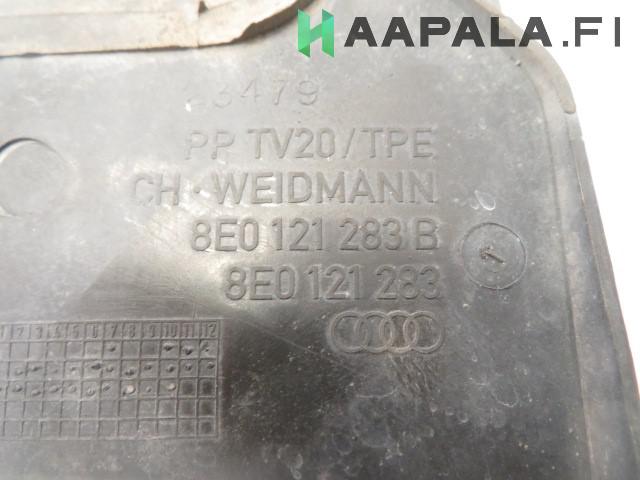 HAAPALA.FI
23479
PP TV20/TPE
CH·WEIDMANN
8E0 121 283 B
8E0 121 283
1 2 3 4 5 6 7 8 9 10 11 12